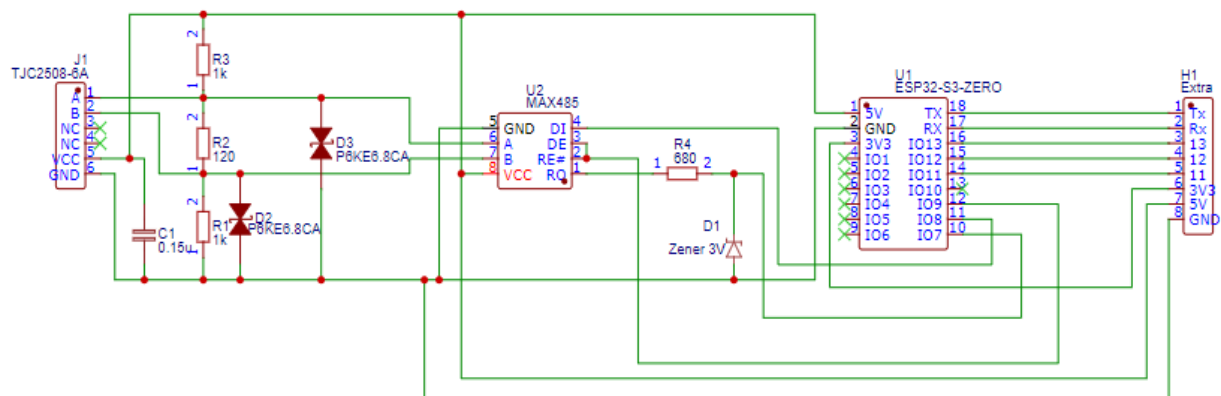 J1
TJC2508-6A
A 1
B 2
NC 3
NC 4
VCC 5
GND 6
2
R3
1k
1
2
R2
120
1
2
R1
1k
1
C1
0.15u
D3
P6KE6.8CA
D2
P6KE6.8CA
U2
MAX485
5 GND DI 4
6 A DE 3
7 B RE# 2
8 VCC RO 1
R4
1 680 2
D1
Zener 3V
U1
ESP32-S3-ZERO
1 5V TX 18
2 GND RX 17
3 3V3 IO13 16
4 IO1 IO12 15
5 IO2 IO11 14
6 IO3 IO10 13
7 IO4 IO9 12
8 IO5 IO8 11
9 IO6 IO7 10
H1
Extra
1 Tx
2 Rx
3 13
4 12
5 11
6 3V3
7 5V
8 GND